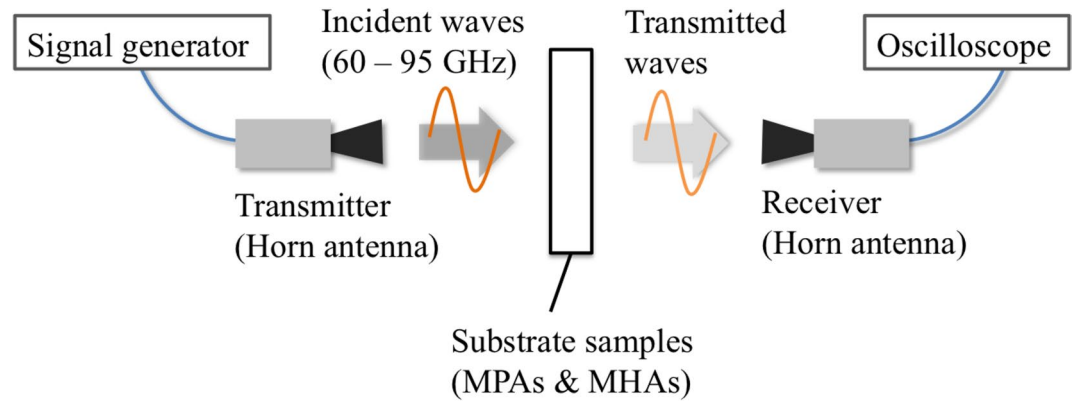 Signal generator
Incident waves
(60 – 95 GHz)
Transmitted
waves
Oscilloscope
Transmitter
(Horn antenna)
Receiver
(Horn antenna)
Substrate samples
(MPAs & MHAs)